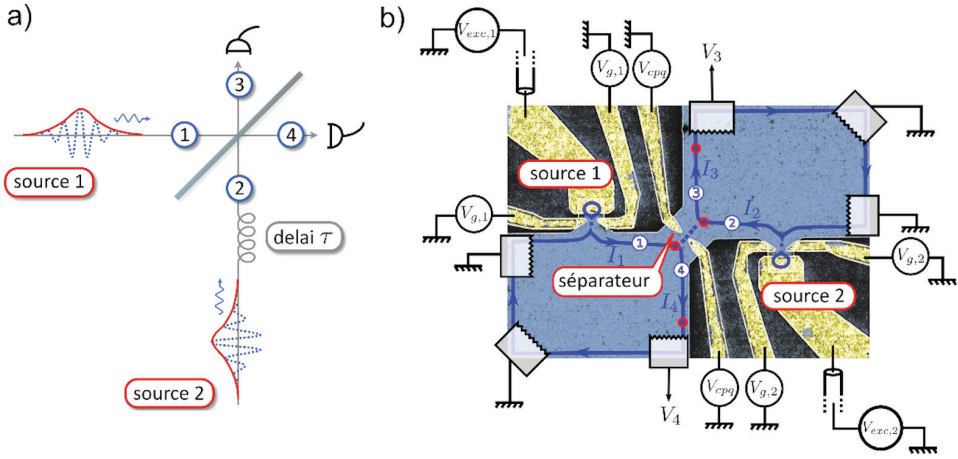 a)
1
2
3
4
source 1
delai τ
source 2
b)
V_{exc,1}
V_{g,1}
V_{cpq}
V_3
source 1
I_3
3
2
I_2
V_{g,1}
1
I_1
séparateur
4
I_4
V_{g,2}
source 2
V_{cpq}
V_{g,2}
V_4
V_{exc,2}